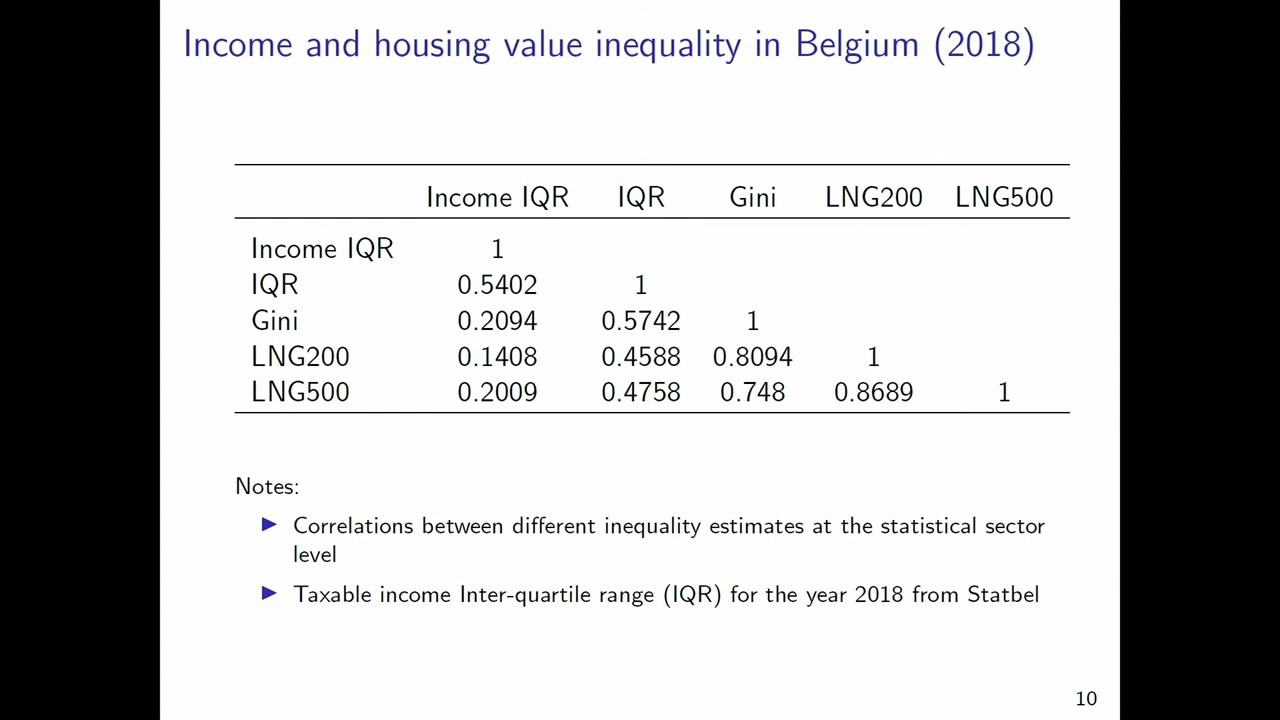 Income and housing value inequality in Belgium (2018)
Income IQR IQR Gini LNG200 LNG500
Income IQR 1
IQR 0.5402 1
Gini 0.2094 0.5742 1
LNG200 0.1408 0.4588 0.8094 1
LNG500 0.2009 0.4758 0.748 0.8689 1
Notes:
Correlations between different inequality estimates at the statistical sector
level
Taxable income Inter-quartile range (IQR) for the year 2018 from Statbel
10